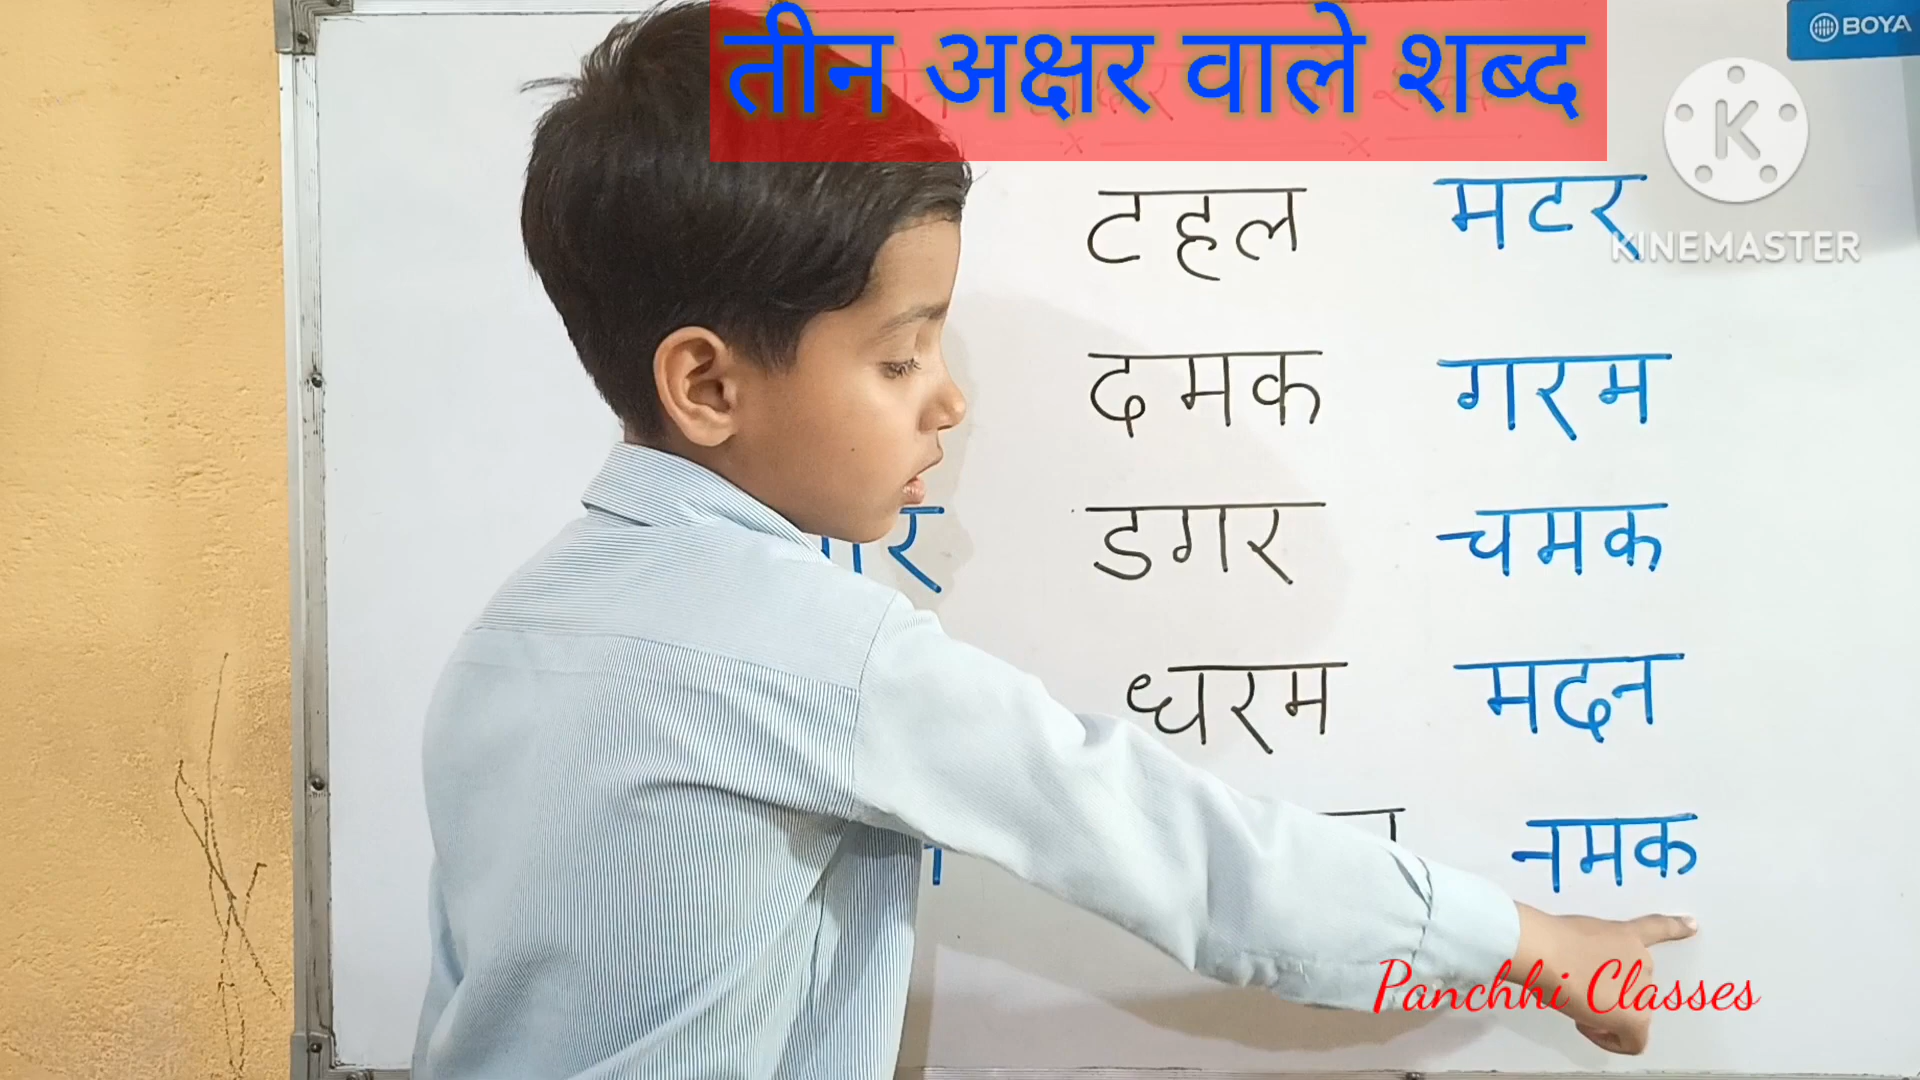 तीन अक्षर वाले शब्द
BOYA
K
KINEMASTER
टहल मटर
दमक गरम
डगर चमक
धरम मदन
नमक
Panchhi Classes